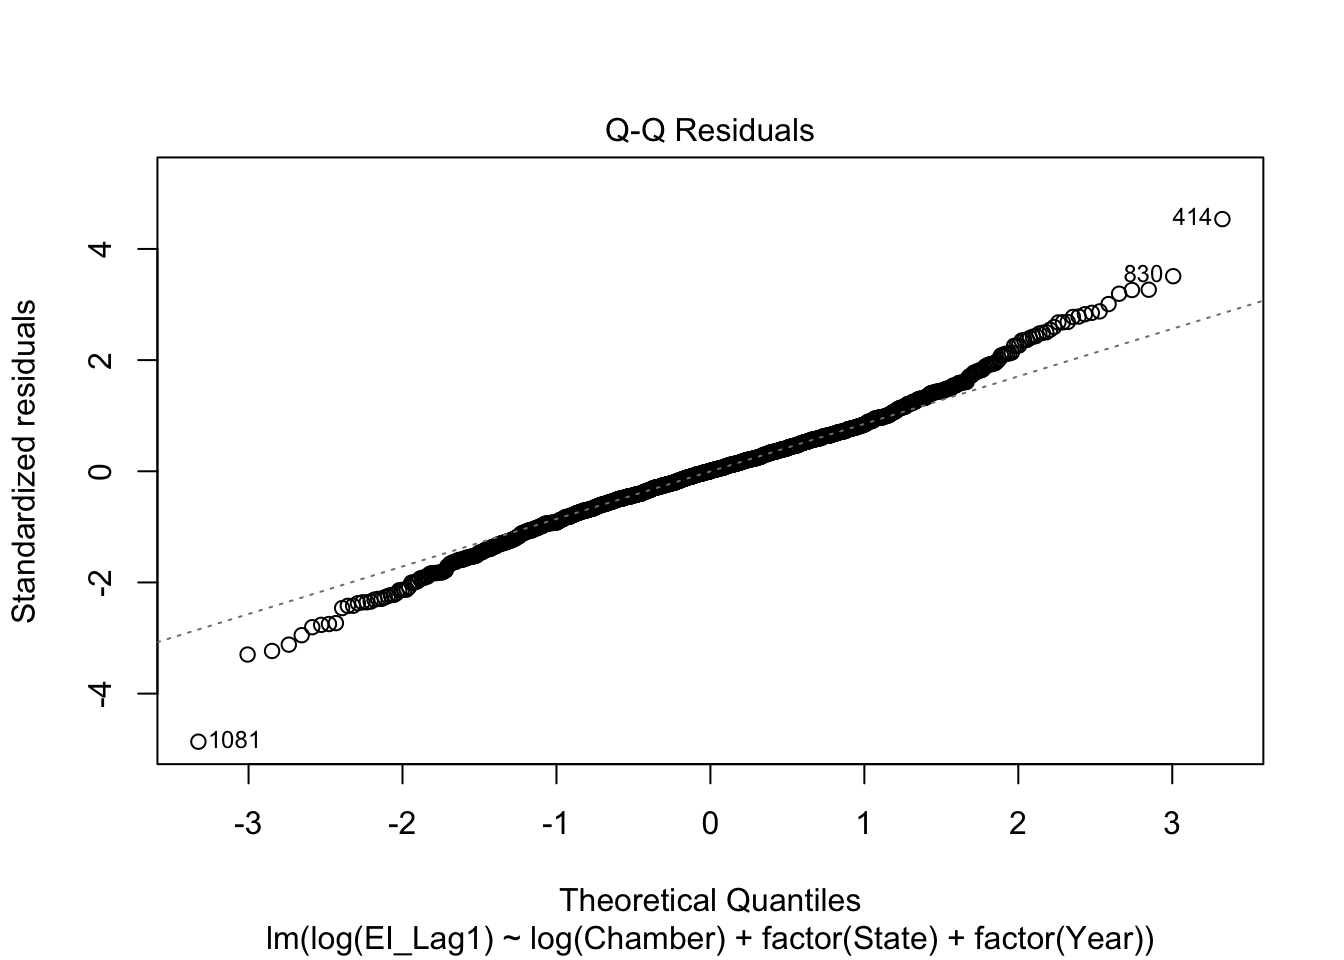 Q-Q Residuals
Standardized residuals
4
2
0
-2
-4
414
830
1081
-3 -2 -1 0 1 2 3
Theoretical Quantiles
lm(log(EI_Lag1) ~ log(Chamber) + factor(State) + factor(Year))